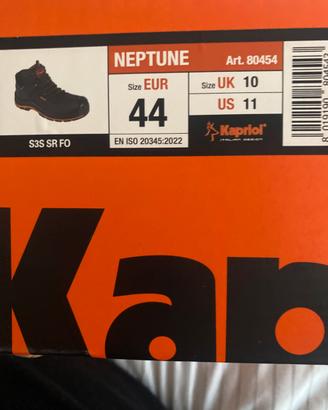 NEPTUNE Art. 80454
Size EUR Size UK 10
44 US 11
Kapriol
S3S SR FO EN ISO 20345:2022
Kap